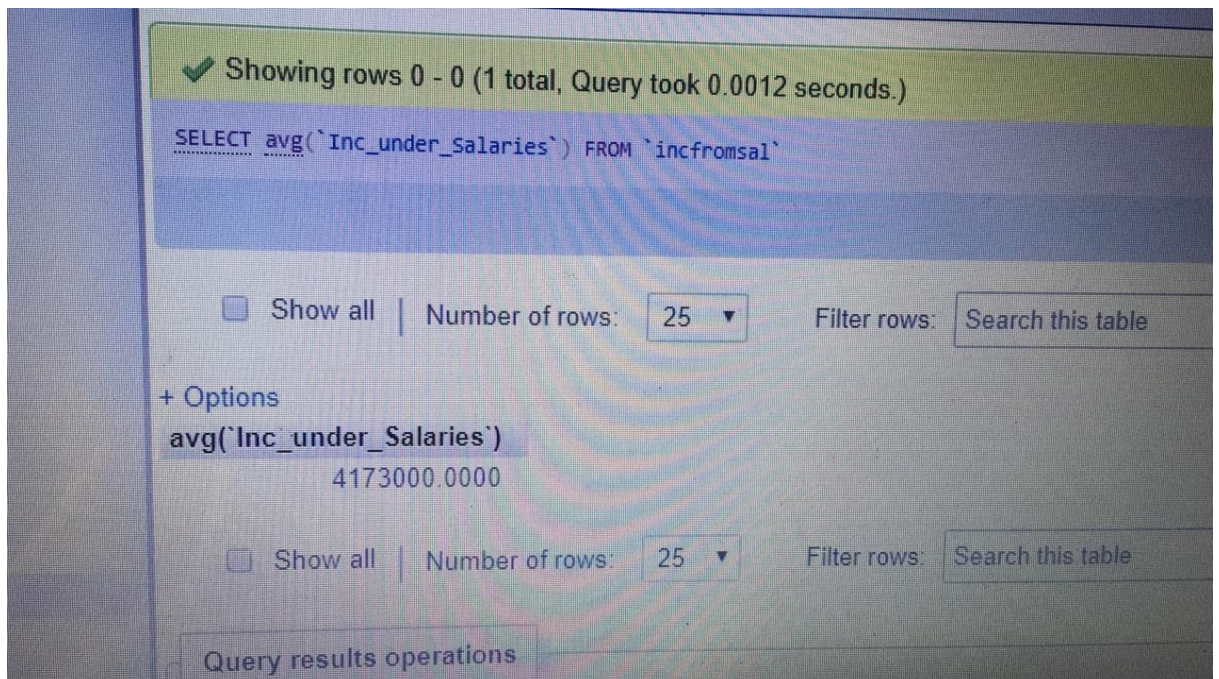 Showing rows 0 - 0 (1 total, Query took 0.0012 seconds.)
SELECT avg(`Inc_under_Salaries`) FROM `incfromsal`
Show all | Number of rows: 25 ▼ Filter rows: Search this table
+ Options
avg(`Inc_under_Salaries`)
4173000.0000
Show all | Number of rows: 25 ▼ Filter rows: Search this table
Query results operations